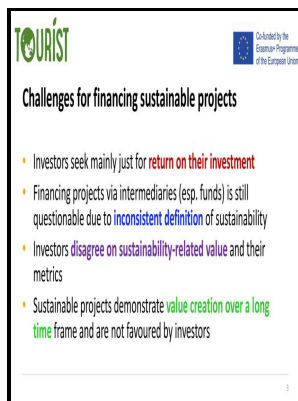 TOURIST
Co-funded by the
Erasmus+ Programme
of the European Union
Challenges for financing sustainable projects
• Investors seek mainly just for return on their investment
• Financing projects via intermediaries (esp. funds) is still
questionable due to inconsistent definition of sustainability
• Investors disagree on sustainability-related value and their
metrics
• Sustainable projects demonstrate value creation over a long
time frame and are not favoured by investors
3